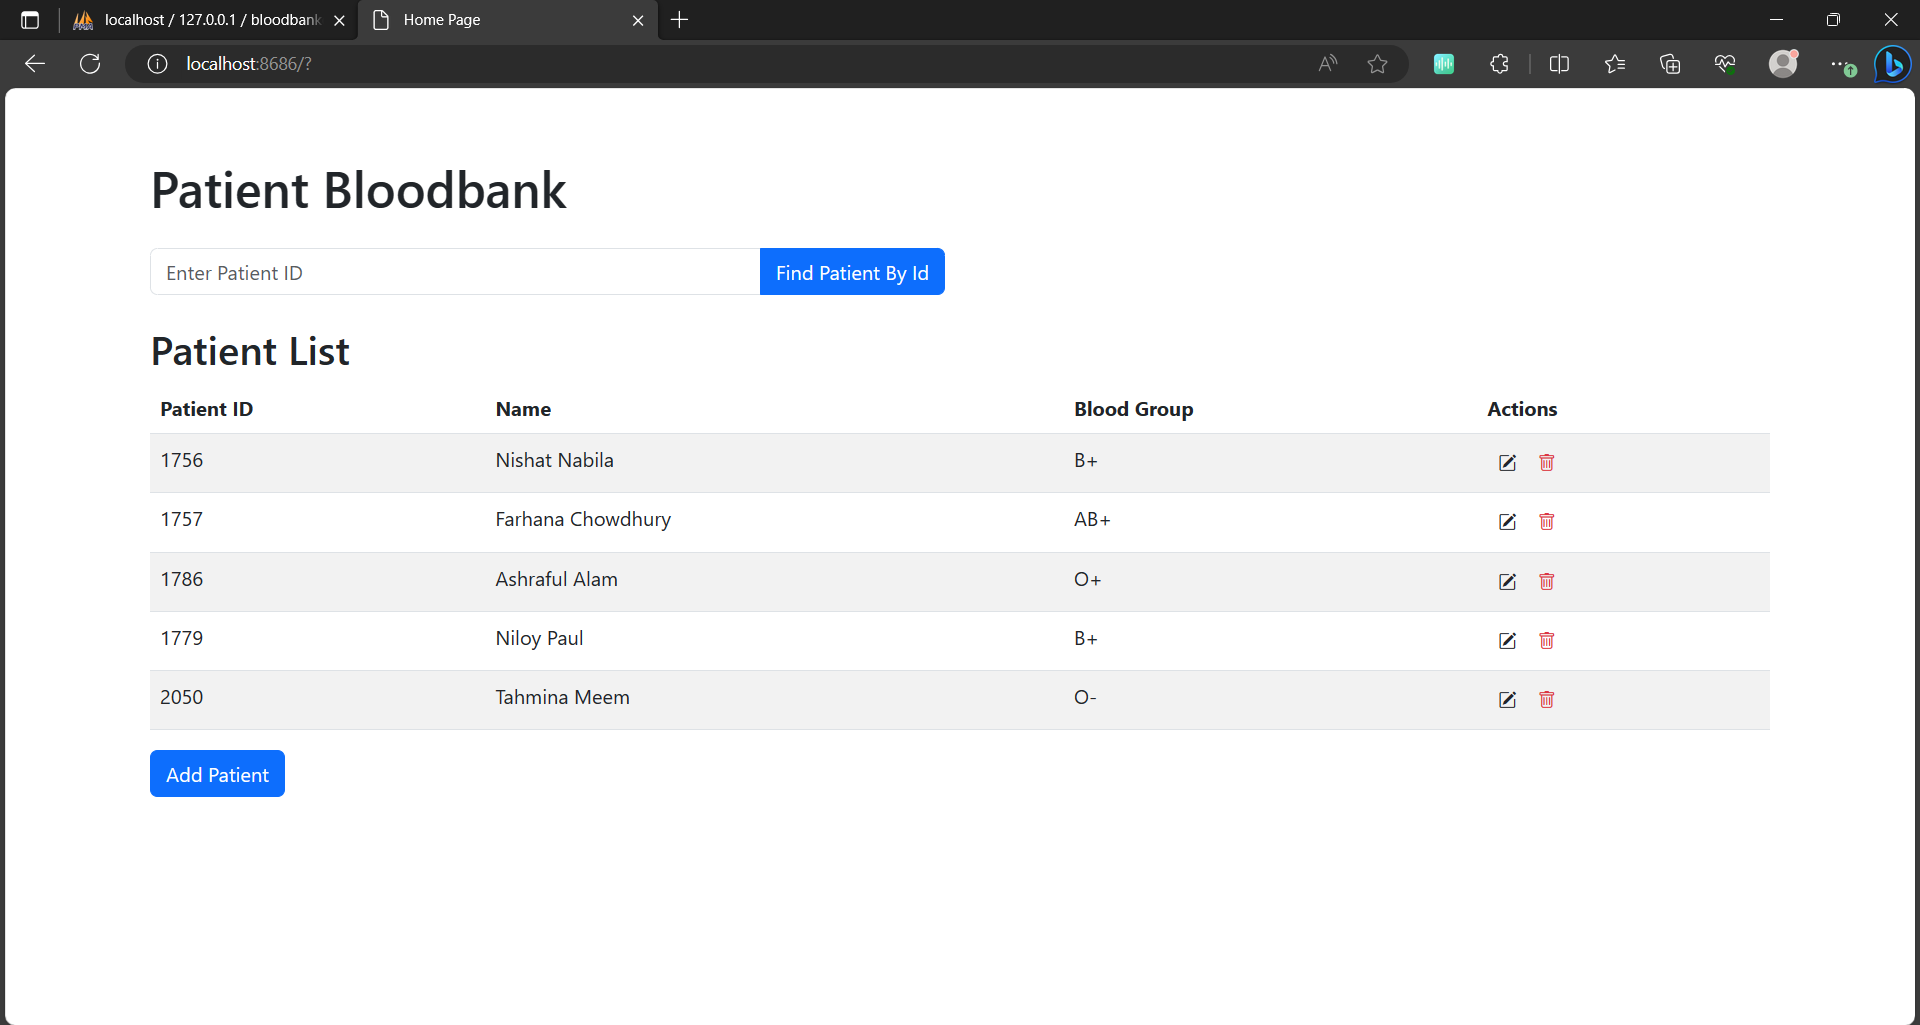 localhost / 127.0.0.1 / bloodbank
Home Page
localhost:8686/?
Patient Bloodbank
Enter Patient ID
Find Patient By Id
Patient List
Patient ID Name Blood Group Actions
1756 Nishat Nabila B+
1757 Farhana Chowdhury AB+
1786 Ashraful Alam O+
1779 Niloy Paul B+
2050 Tahmina Meem O-
Add Patient